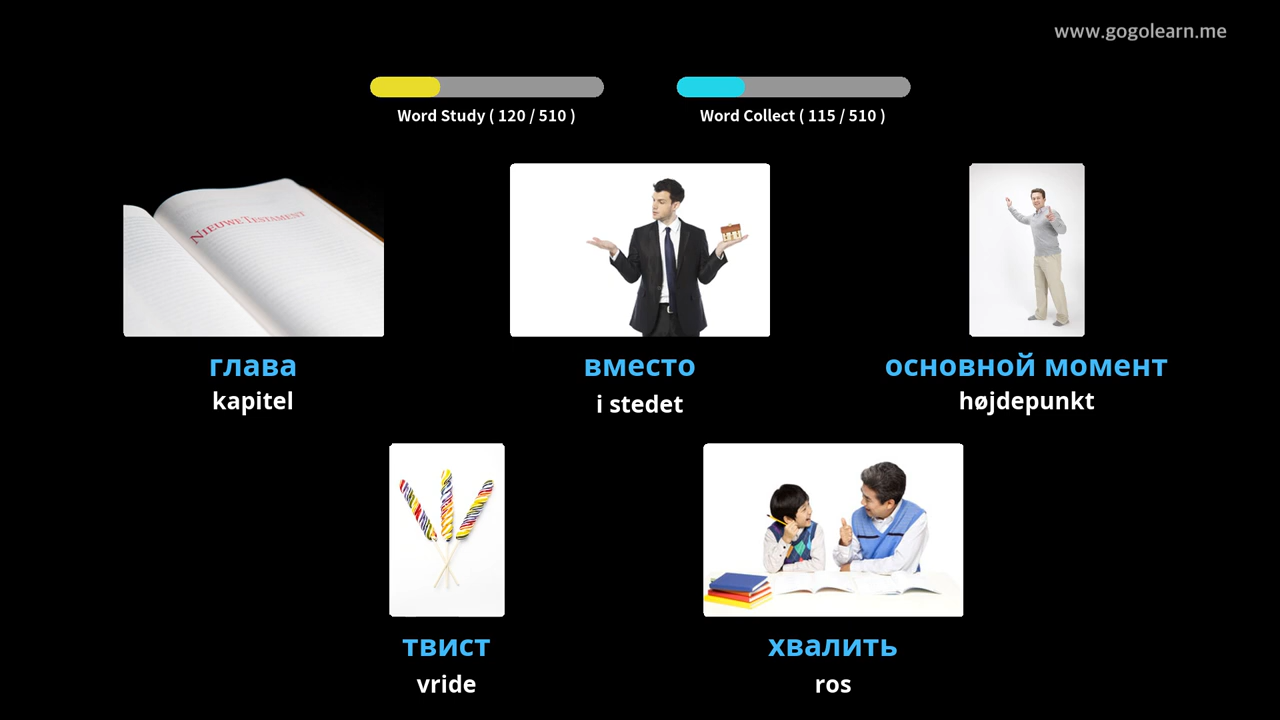 www.gogolearn.me
Word Study ( 120 / 510 )
Word Collect ( 115 / 510 )
NIEUWE TESTAMENT
глава
kapitel
вместо
i stedet
основной момент
højdepunkt
твист
vride
хвалить
ros